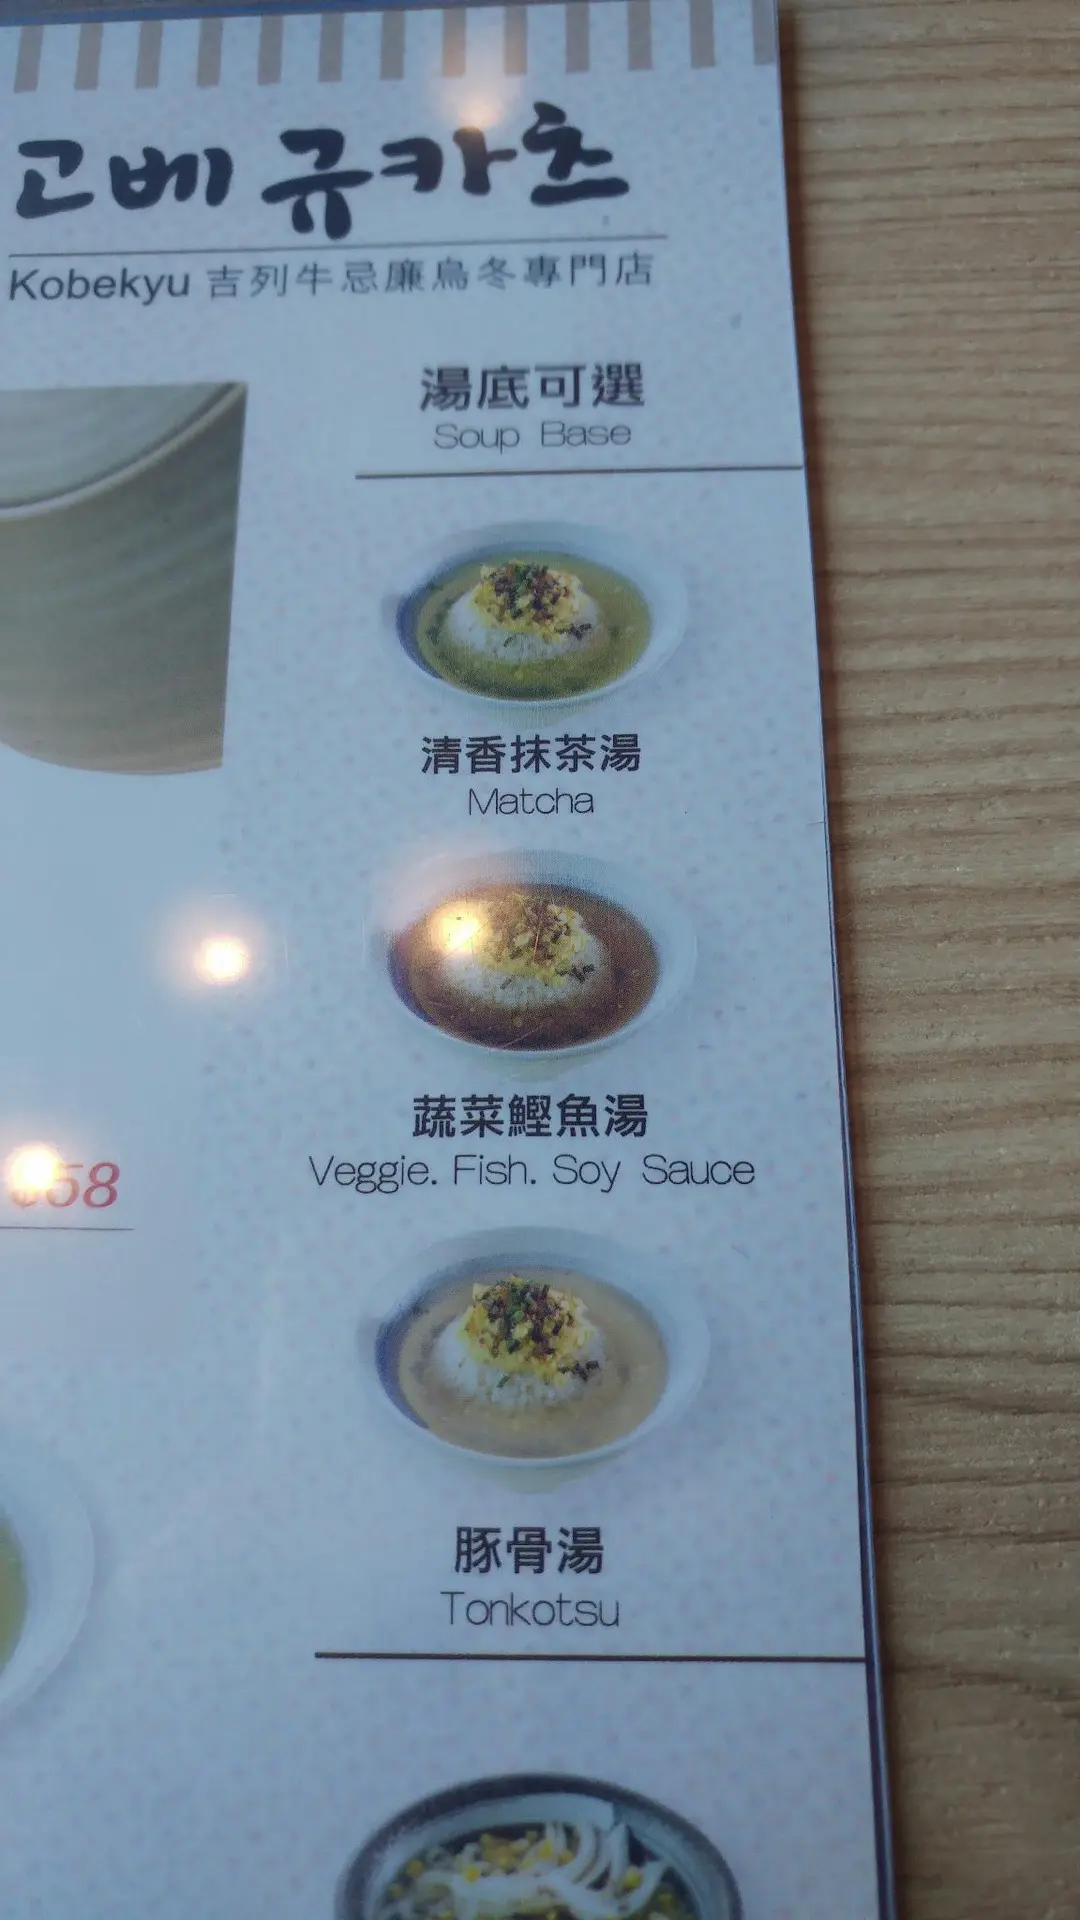 고베 규카츠
Kobekyu 吉列牛忌廉烏冬專門店
湯底可選
Soup Base
清香抹茶湯
Matcha
蔬菜鰹魚湯
Veggie. Fish. Soy Sauce
58
豚骨湯
Tonkotsu